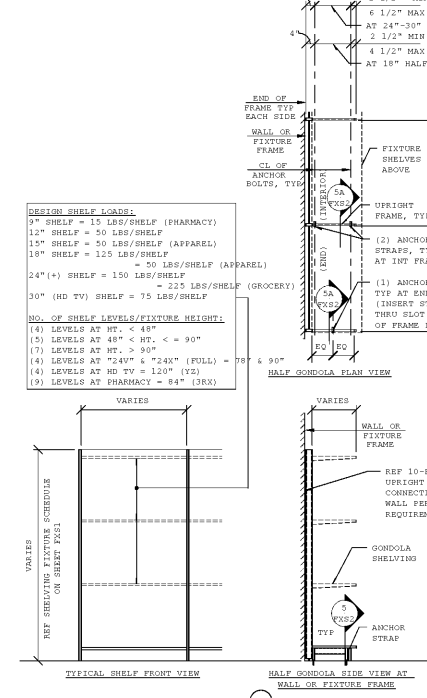 6 1/2" MAX
AT 24"-30"
2 1/2" MIN
4"
4 1/2" MAX
AT 18" HALF
END OF
FRAME TYP
EACH SIDE
WALL OR
FIXTURE
FRAME
CL OF
ANCHOR
BOLTS, TYP
FIXTURE
SHELVES
ABOVE
(INTERIOR)
5A
FXS2
UPRIGHT
FRAME, TY
(2) ANCHO
STRAPS, T
AT INT FRA
(END)
5A
FXS2
(1) ANCHO
TYP AT EN
(INSERT S
THRU SLOT
OF FRAME
EQ EQ
HALF GONDOLA PLAN VIEW
DESIGN SHELF LOADS:
9" SHELF = 15 LBS/SHELF (PHARMACY)
12" SHELF = 50 LBS/SHELF
15" SHELF = 50 LBS/SHELF (APPAREL)
18" SHELF = 125 LBS/SHELF
= 50 LBS/SHELF (APPAREL)
24"(+) SHELF = 150 LBS/SHELF
= 225 LBS/SHELF (GROCERY)
30" (HD TV) SHELF = 75 LBS/SHELF
NO. OF SHELF LEVELS/FIXTURE HEIGHT:
(4) LEVELS AT HT. < 48"
(5) LEVELS AT 48" < HT. < = 90"
(7) LEVELS AT HT. > 90"
(4) LEVELS AT "24V" & "24X" (FULL) = 78" & 90"
(4) LEVELS AT HD TV = 120" (YZ)
(9) LEVELS AT PHARMACY = 84" (3RX)
VARIES
VARIES
REF SHELVING FIXTURE SCHEDULE
ON SHEET FXS1
TYPICAL SHELF FRONT VIEW
VARIES
WALL OR
FIXTURE
FRAME
REF 10-
UPRIGHT
CONNECTI
WALL PER
REQUIREM
GONDOLA
SHELVING
5
FXS2
TYP
ANCHOR
STRAP
HALF GONDOLA SIDE VIEW AT
WALL OR FIXTURE FRAME